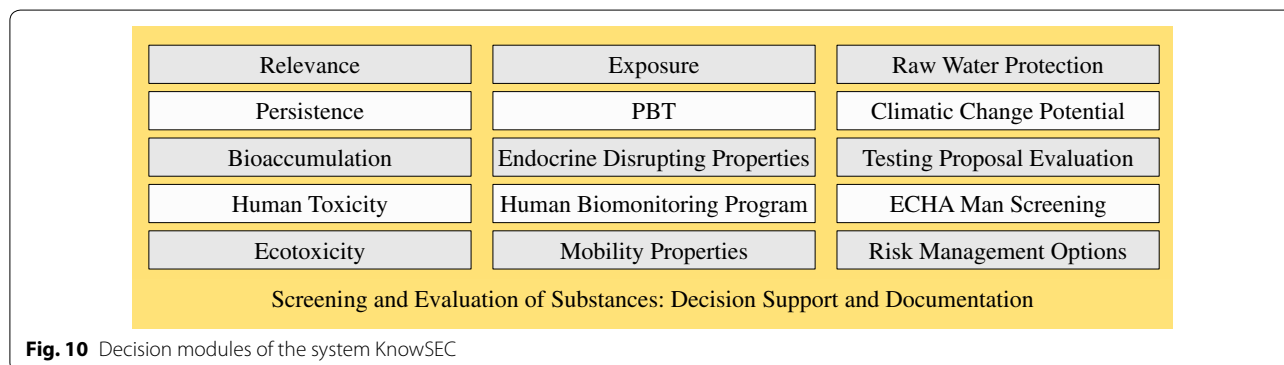 Relevance Exposure Raw Water Protection
Persistence PBT Climatic Change Potential
Bioaccumulation Endocrine Disrupting Properties Testing Proposal Evaluation
Human Toxicity Human Biomonitoring Program ECHA Man Screening
Ecotoxicity Mobility Properties Risk Management Options
Screening and Evaluation of Substances: Decision Support and Documentation
Fig. 10 Decision modules of the system KnowSEC